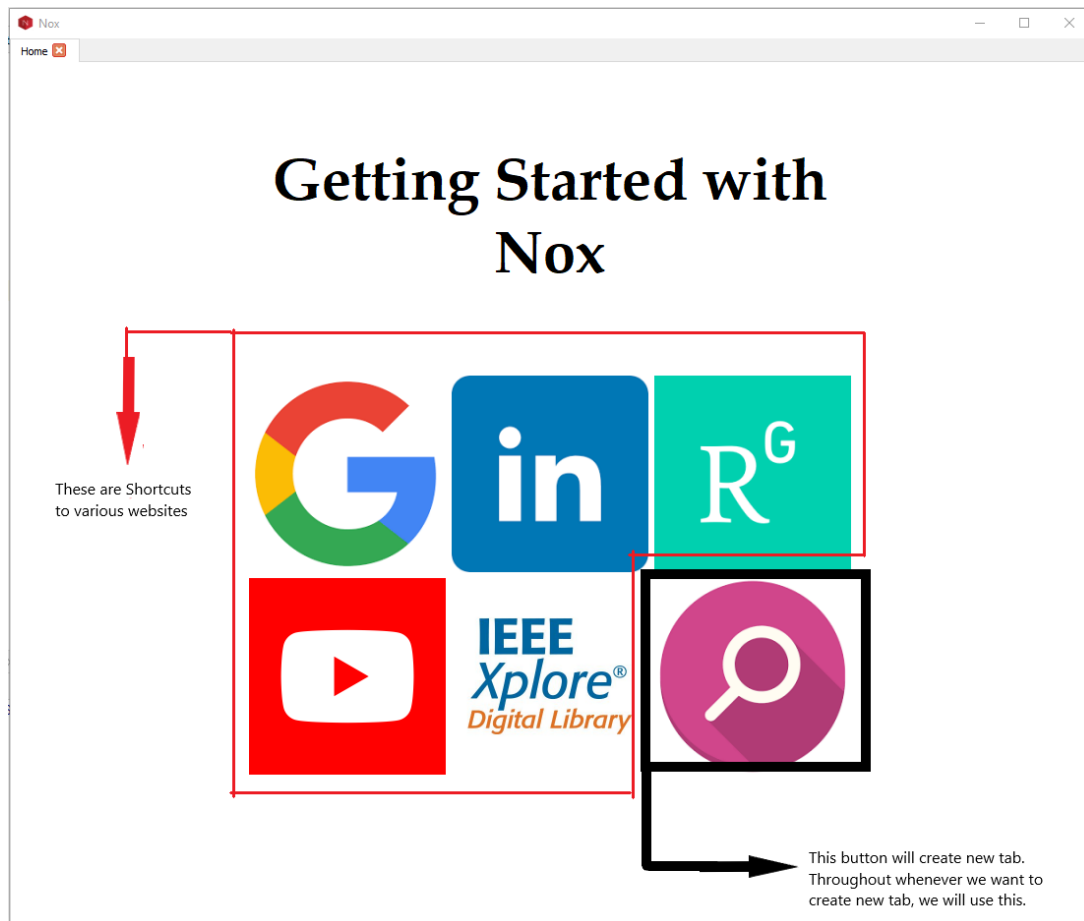 Nox
Home
Getting Started with
Nox
These are Shortcuts
to various websites
G
in
RG
IEEE
Xplore®
Digital Library
This button will create new tab.
Throughout whenever we want to
create new tab, we will use this.